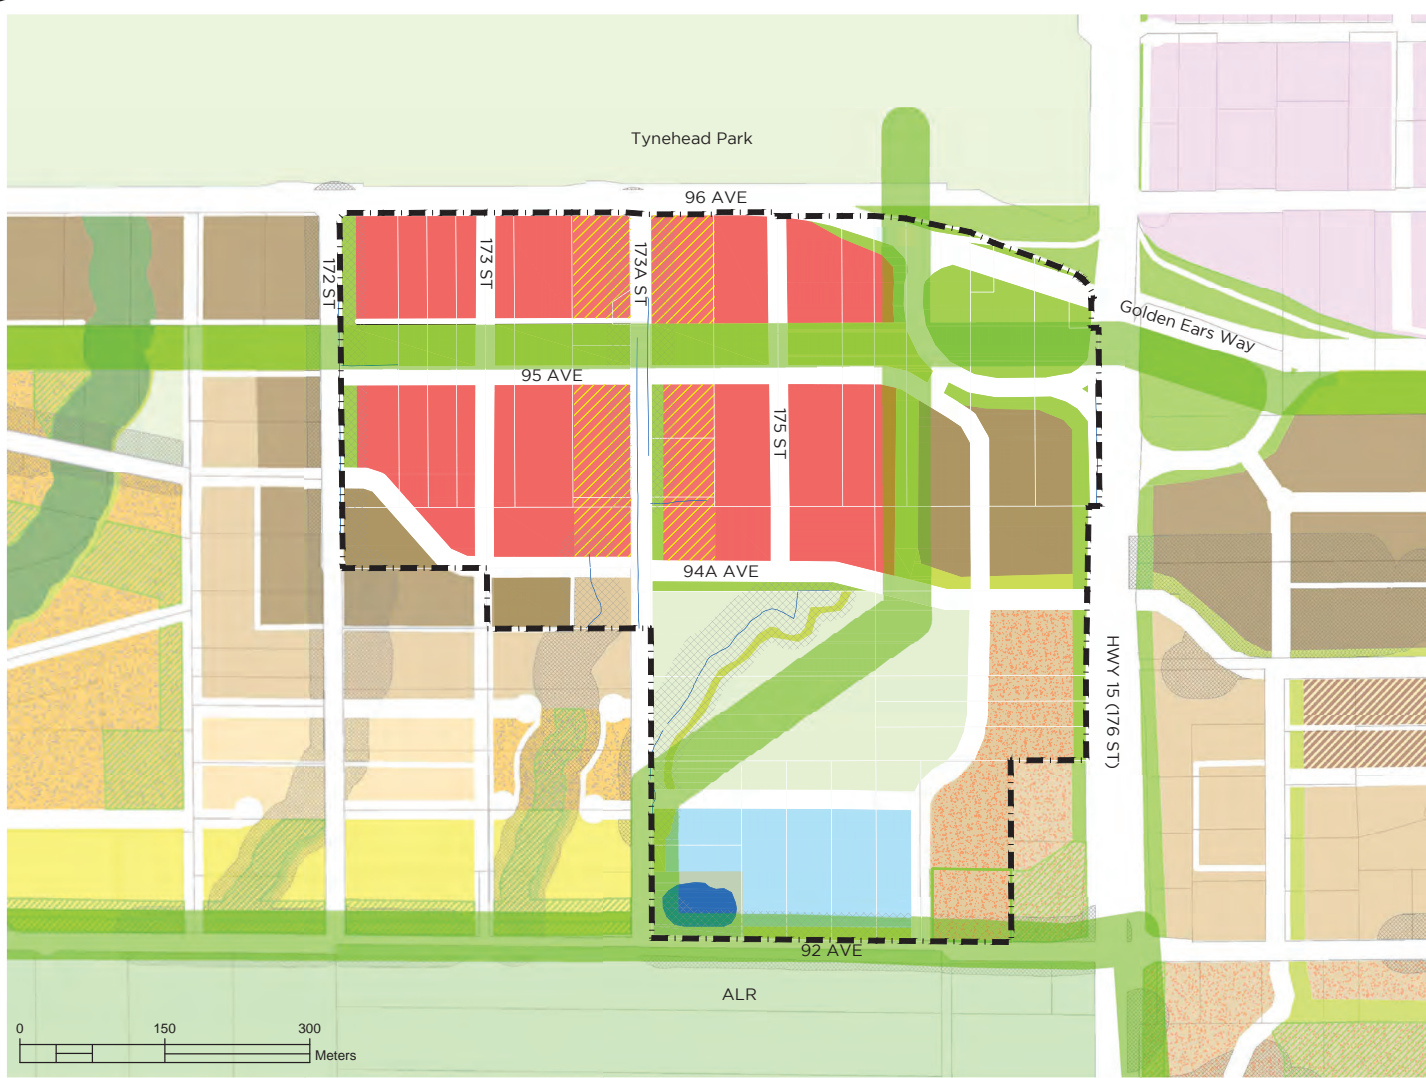 Tynehead Park
96 AVE
172 ST
173 ST
173A ST
Golden Ears Way
95 AVE
175 ST
94A AVE
HWY 15 (176 ST)
92 AVE
ALR
0 150 300
Meters